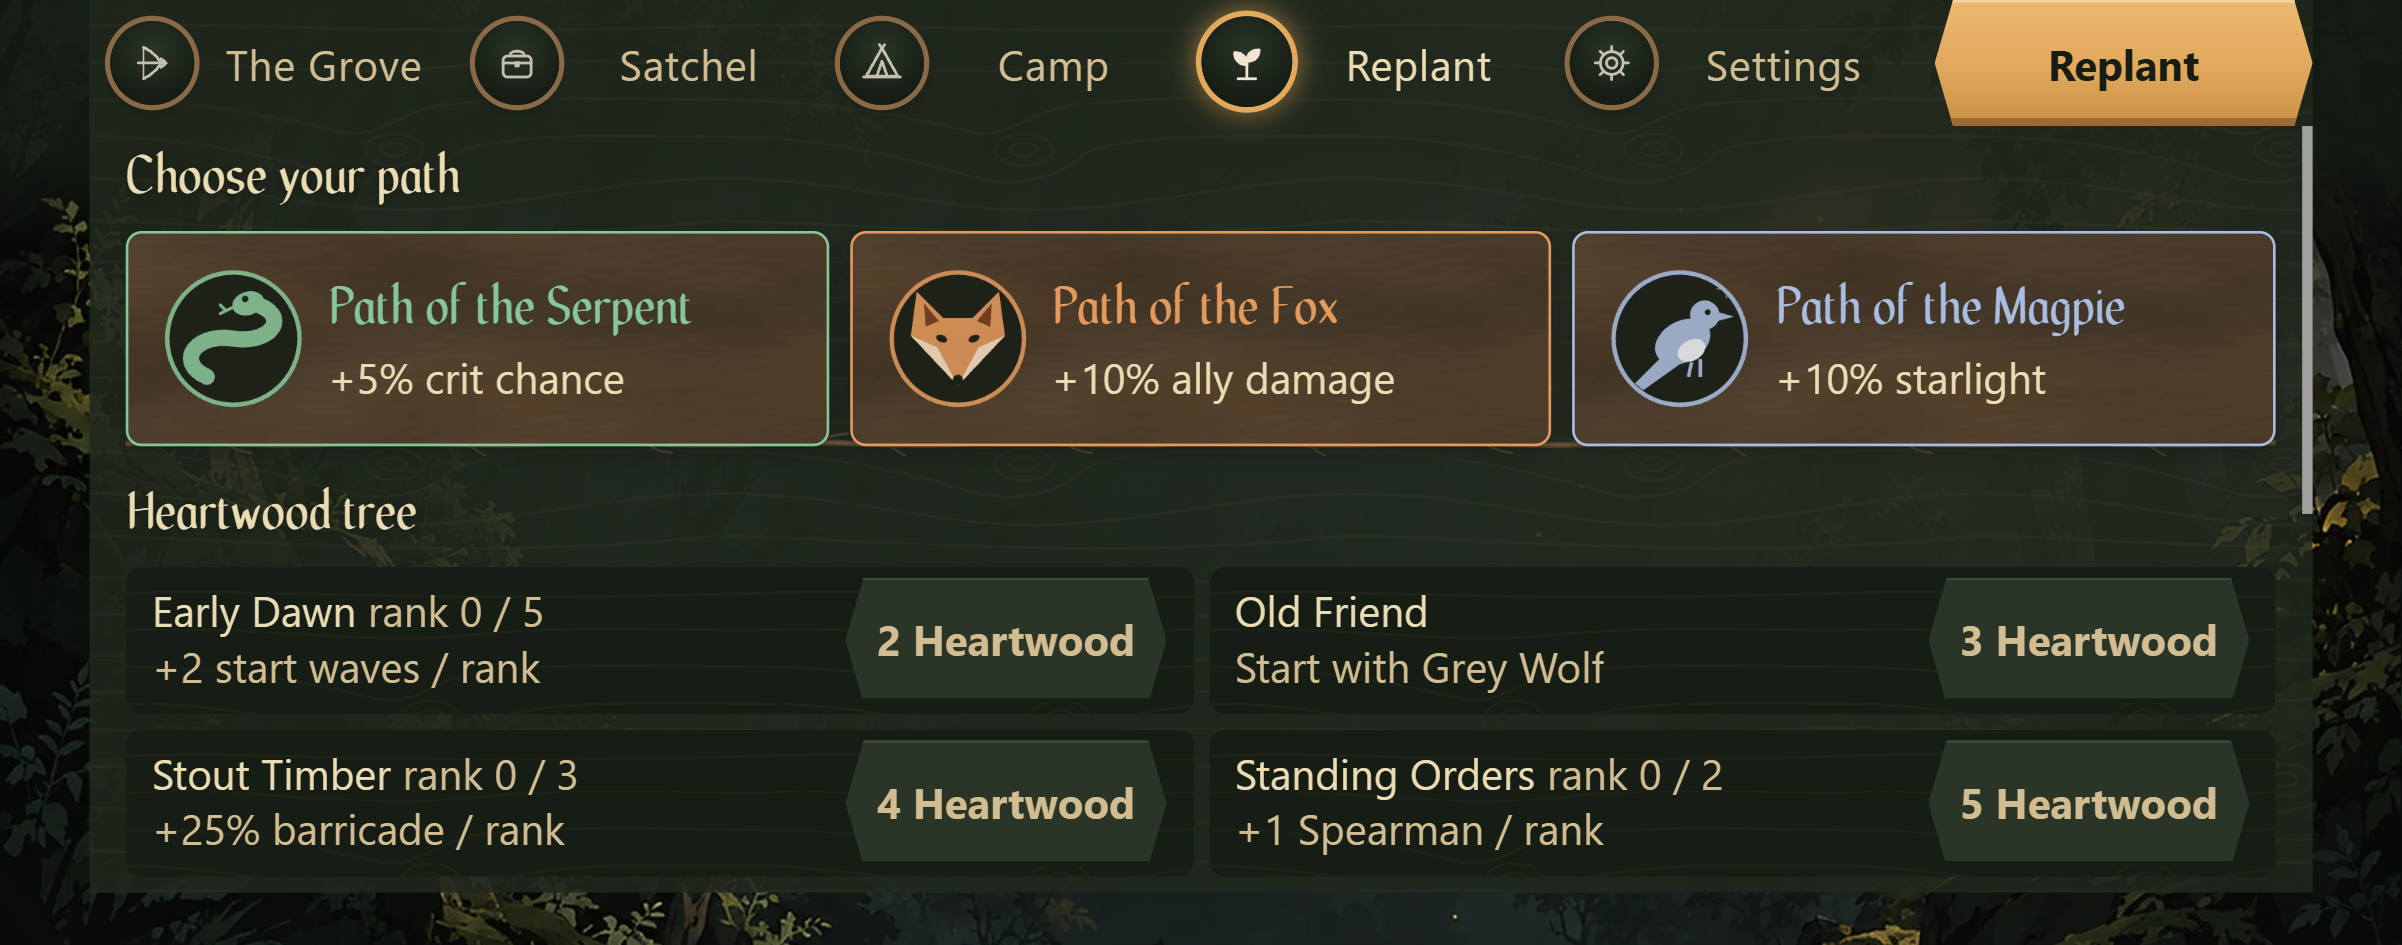 The Grove
Satchel
Camp
Replant
Settings
Replant
Choose your path
Path of the Serpent
+5% crit chance
Path of the Fox
+10% ally damage
Path of the Magpie
+10% starlight
Heartwood tree
Early Dawn rank 0 / 5
+2 start waves / rank
2 Heartwood
Old Friend
Start with Grey Wolf
3 Heartwood
Stout Timber rank 0 / 3
+25% barricade / rank
4 Heartwood
Standing Orders rank 0 / 2
+1 Spearman / rank
5 Heartwood